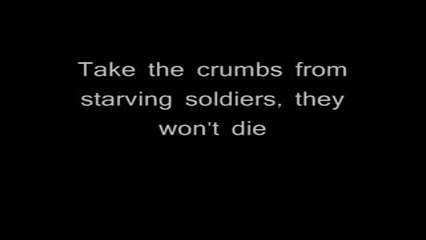 Take the crumbs from
starving soldiers, they
won't die